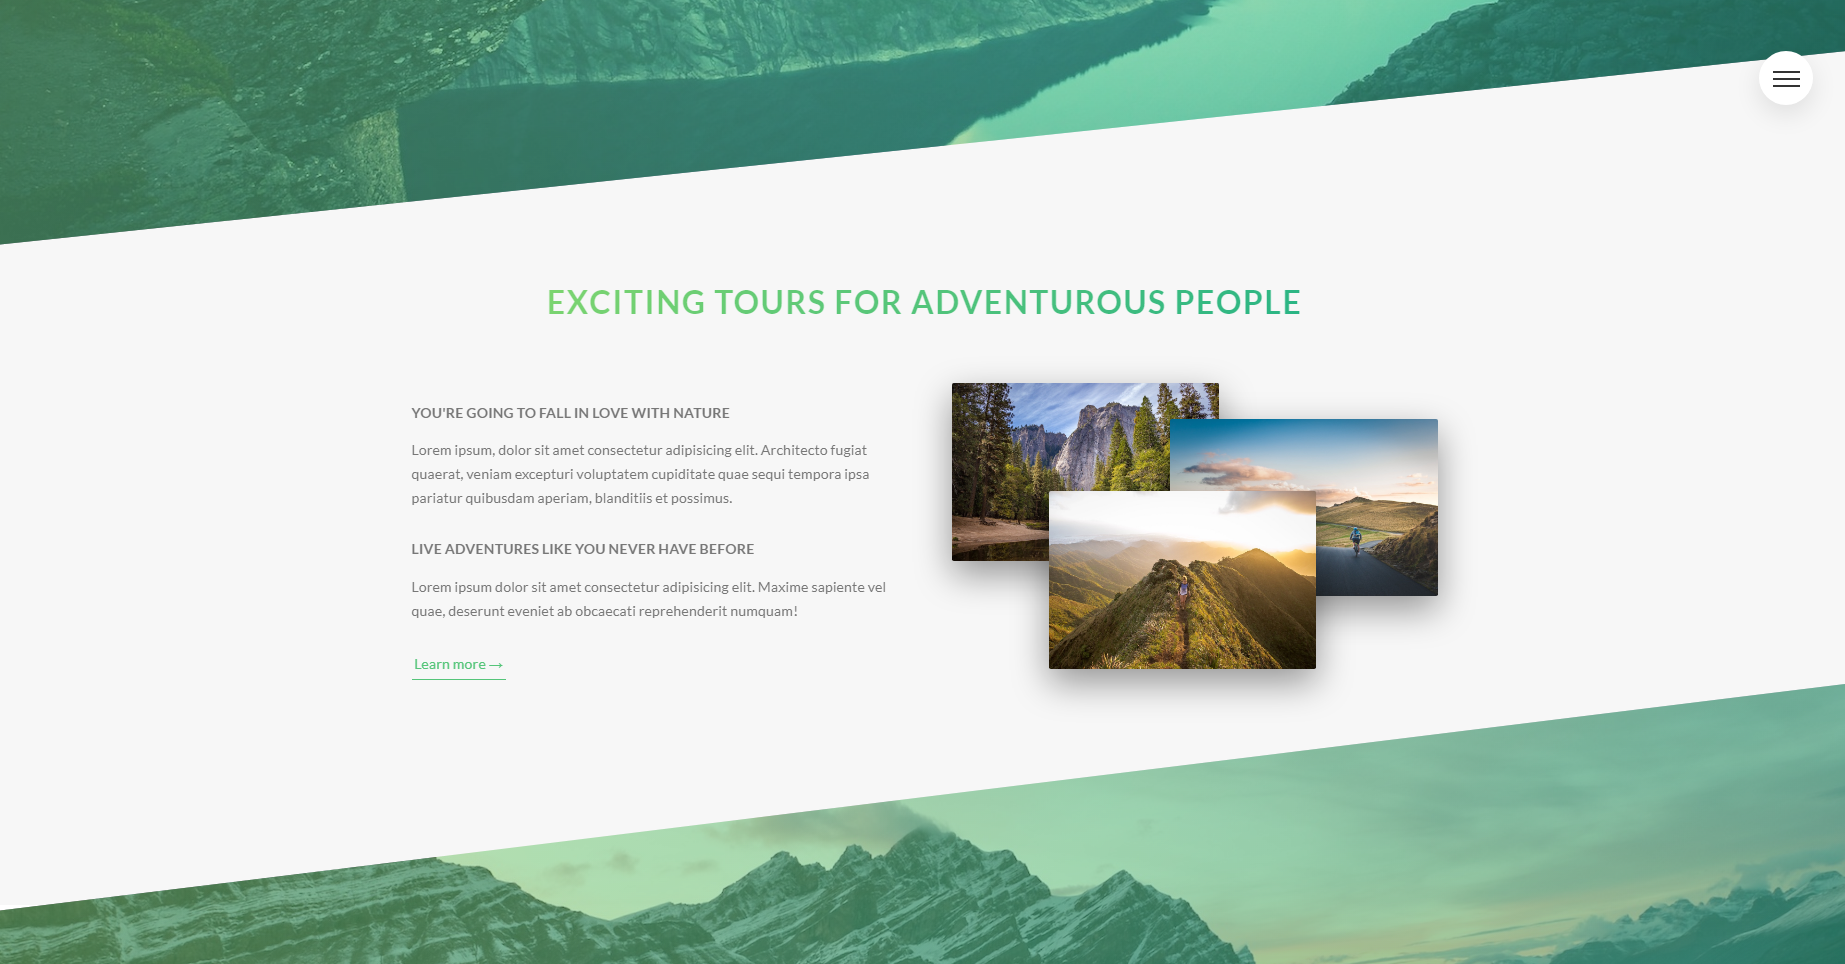 EXCITING TOURS FOR ADVENTUROUS PEOPLE
YOU'RE GOING TO FALL IN LOVE WITH NATURE
Lorem ipsum, dolor sit amet consectetur adipisicing elit. Architecto fugiat
quaerat, veniam excepturi voluptatem cupiditate quae sequi tempora ipsa
pariatur quibusdam aperiam, blanditiis et possimus.
LIVE ADVENTURES LIKE YOU NEVER HAVE BEFORE
Lorem ipsum dolor sit amet consectetur adipisicing elit. Maxime sapiente vel
quae, deserunt eveniet ab obcaecati reprehenderit numquam!
Learn more →